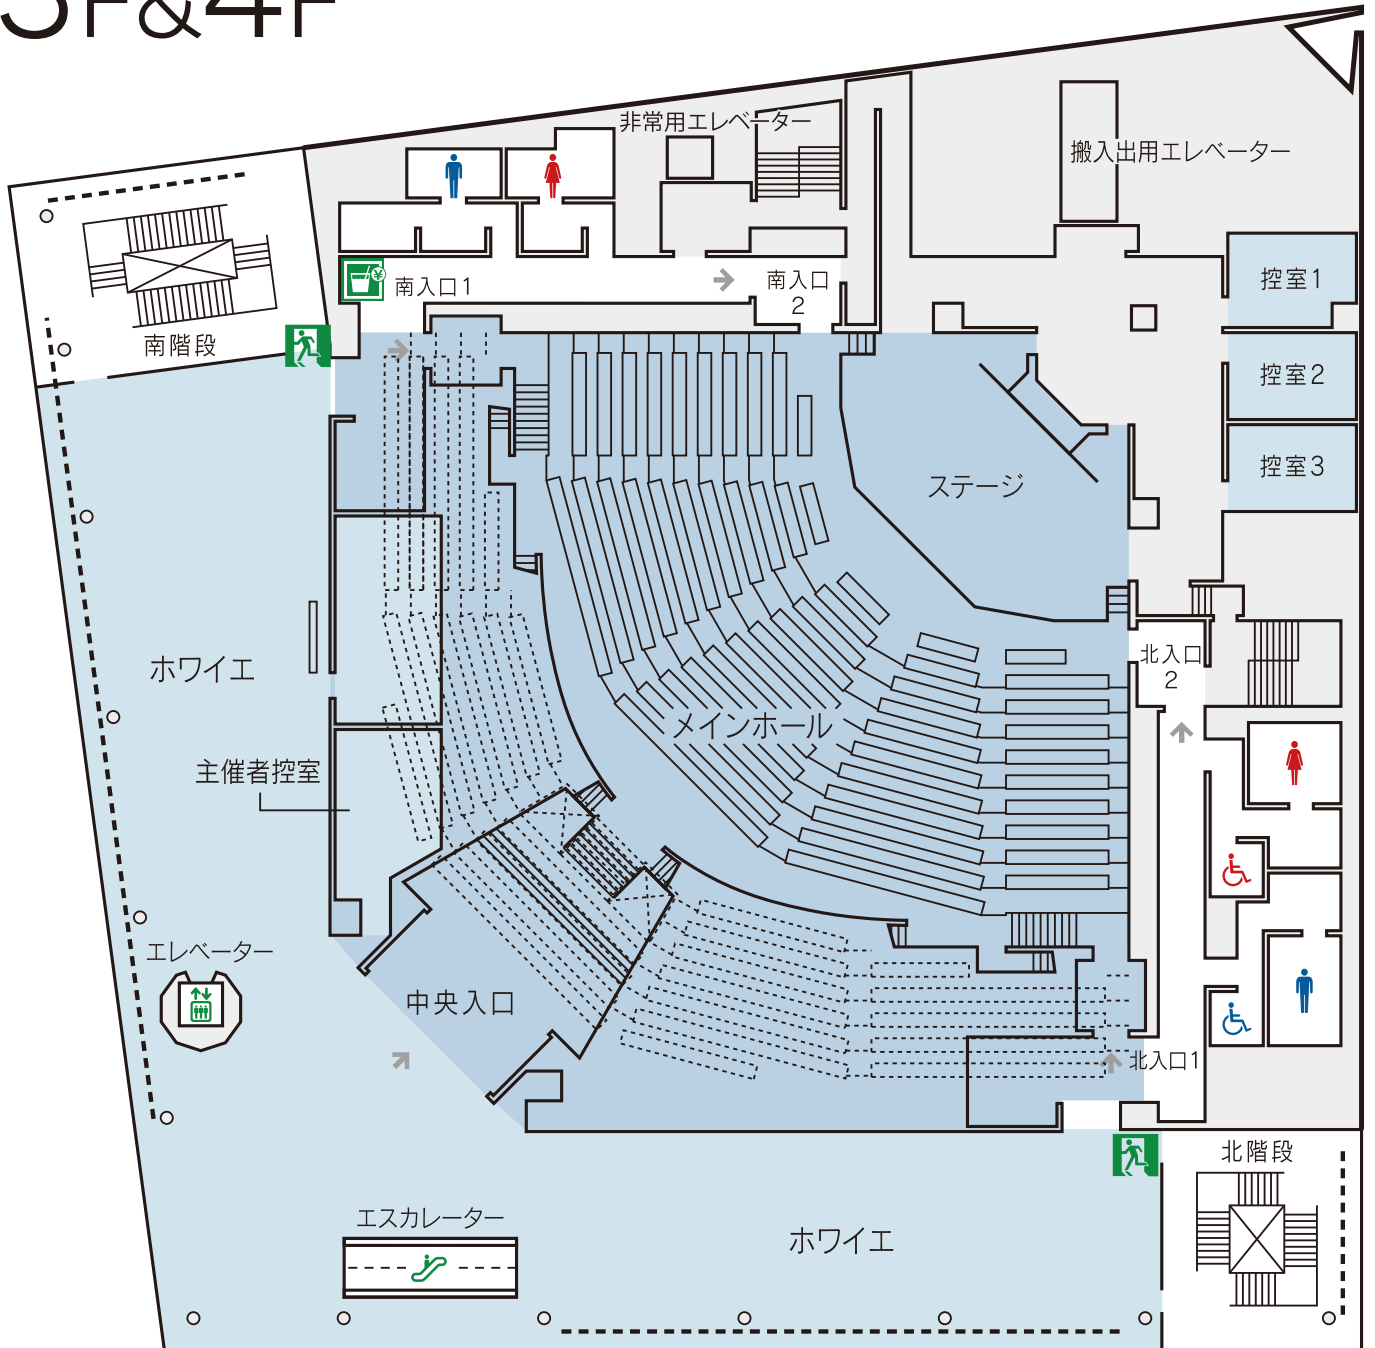 3F&4F
非常用エレベーター
搬入出用エレベーター
南入口1
南入口
2
控室1
南階段
控室2
控室3
ステージ
ホワイエ
北入口
2
メインホール
主催者控室
エレベーター
中央入口
北入口1
北階段
エスカレーター
ホワイエ